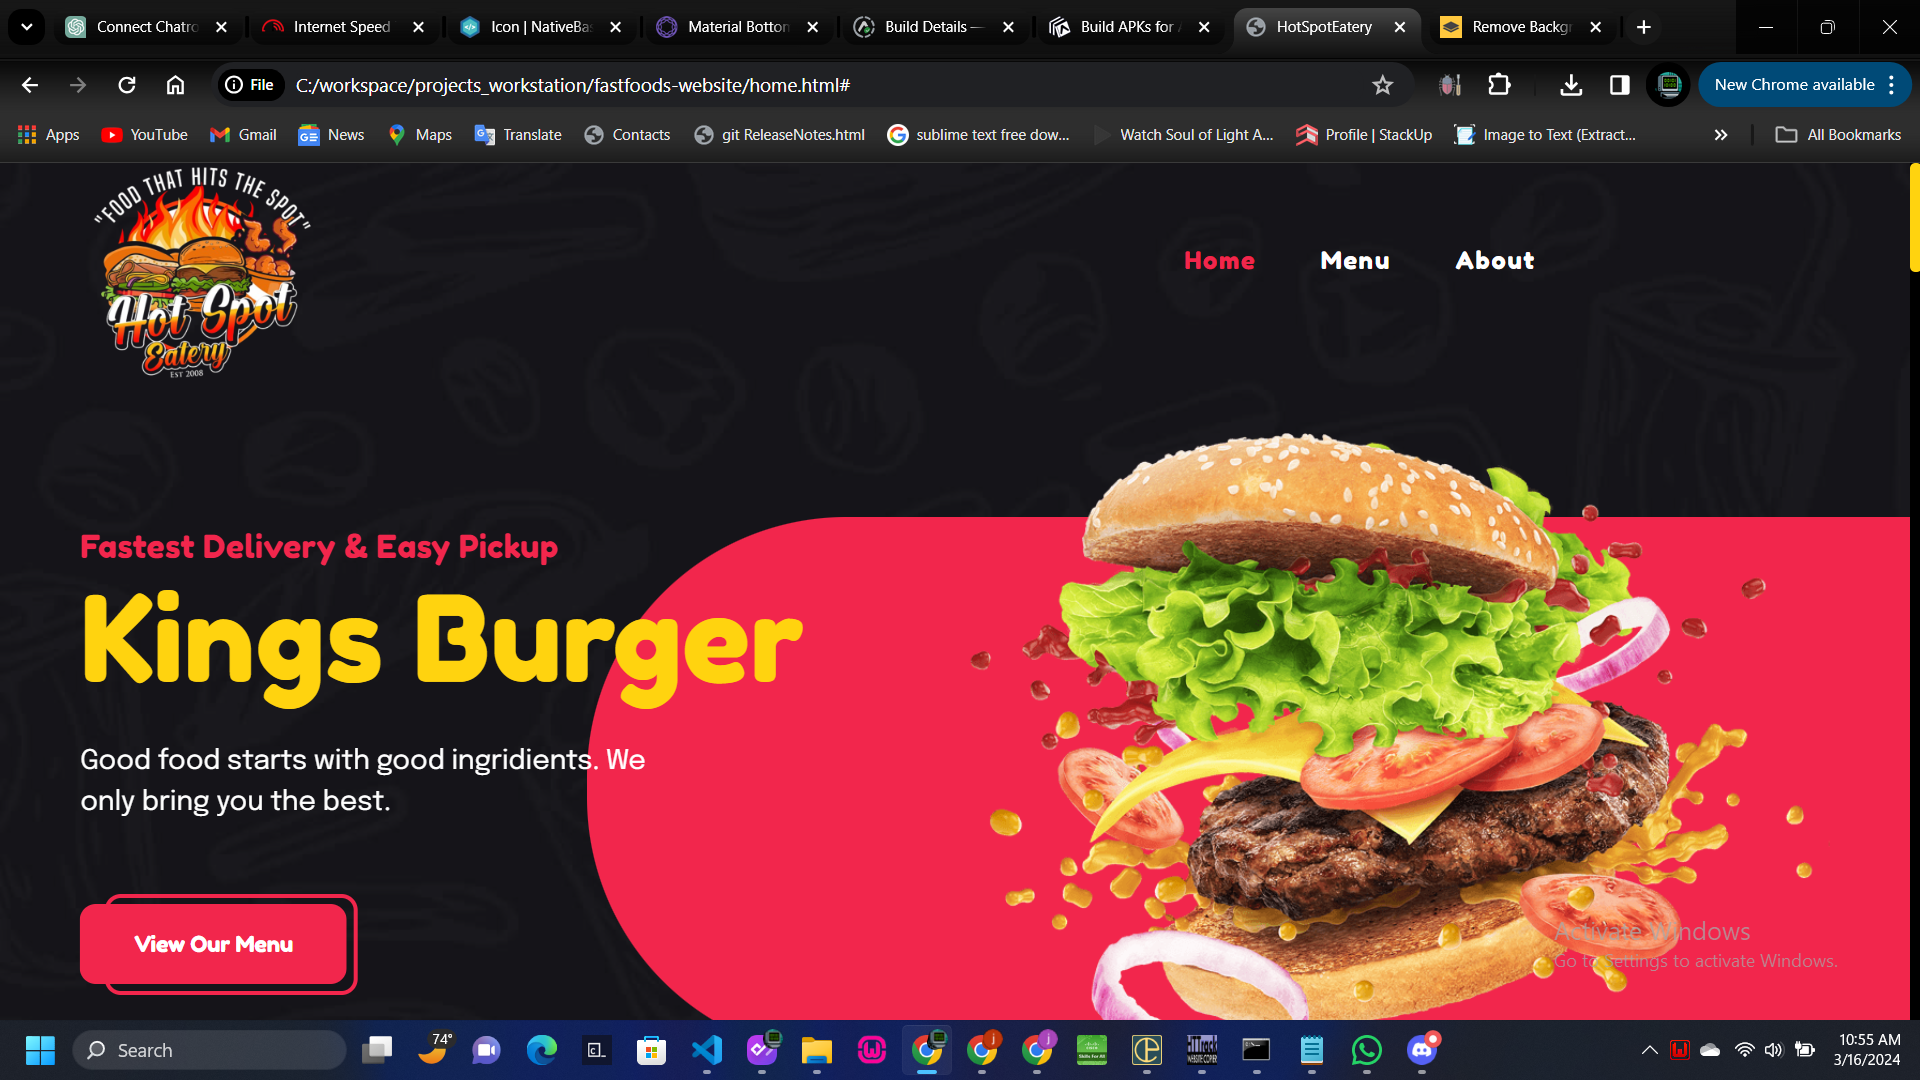 Connect Chatro
Internet Speed
Icon | NativeBas
Material Botton
Build Details —
Build APKs for A
HotSpotEatery
Remove Backgr
File
C:/workspace/projects_workstation/fastfoods-website/home.html#
New Chrome available
Apps
YouTube
Gmail
News
Maps
Translate
Contacts
git ReleaseNotes.html
sublime text free dow...
Watch Soul of Light A...
Profile | StackUp
Image to Text (Extract...
All Bookmarks
"FOOD THAT HITS THE SPOT"
Hot Spot
Eatery
EST 2008
Home
Menu
About
Fastest Delivery & Easy Pickup
Kings Burger
Good food starts with good ingridients. We
only bring you the best.
View Our Menu
Activate Windows
Go to Settings to activate Windows.
Search
74°
10:55 AM
3/16/2024